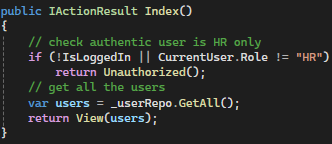 public IActionResult Index()
{
// check authentic user is HR only
if (!IsLoggedIn || CurrentUser.Role != "HR")
return Unauthorized();
// get all the users
var users = _userRepo.GetAll();
return View(users);
}